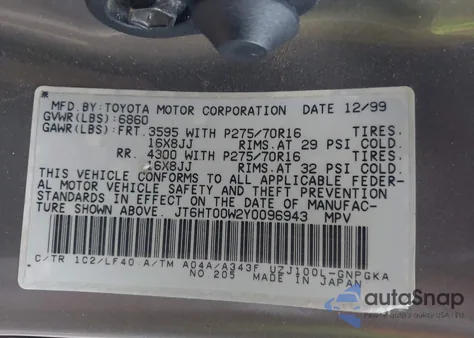 MFD. BY: TOYOTA MOTOR CORPORATION DATE 12/99
GVWR(LBS):6860
GAWR(LBS):FRT. 3595 WITH P275/70R16 TIRES.
16X8JJ RIMS.AT 29 PSI COLD.
RR. 4300 WITH P275/70R16 TIRES.
16X8JJ RIMS.AT 32 PSI COLD.
THIS VEHICLE CONFORMS TO ALL APPLICABLE FEDER-
AL MOTOR VEHICLE SAFETY AND THEFT PREVENTION
STANDARDS IN EFFECT ON THE DATE OF MANUFAC-
TURE SHOWN ABOVE. JT6HT00W2Y0096943 MPV
C/TR 1C2/LF40 A/TM A04A/A343F UZJ100L-GNPGKA
NO 205 MADE IN JAPAN
autoSnap